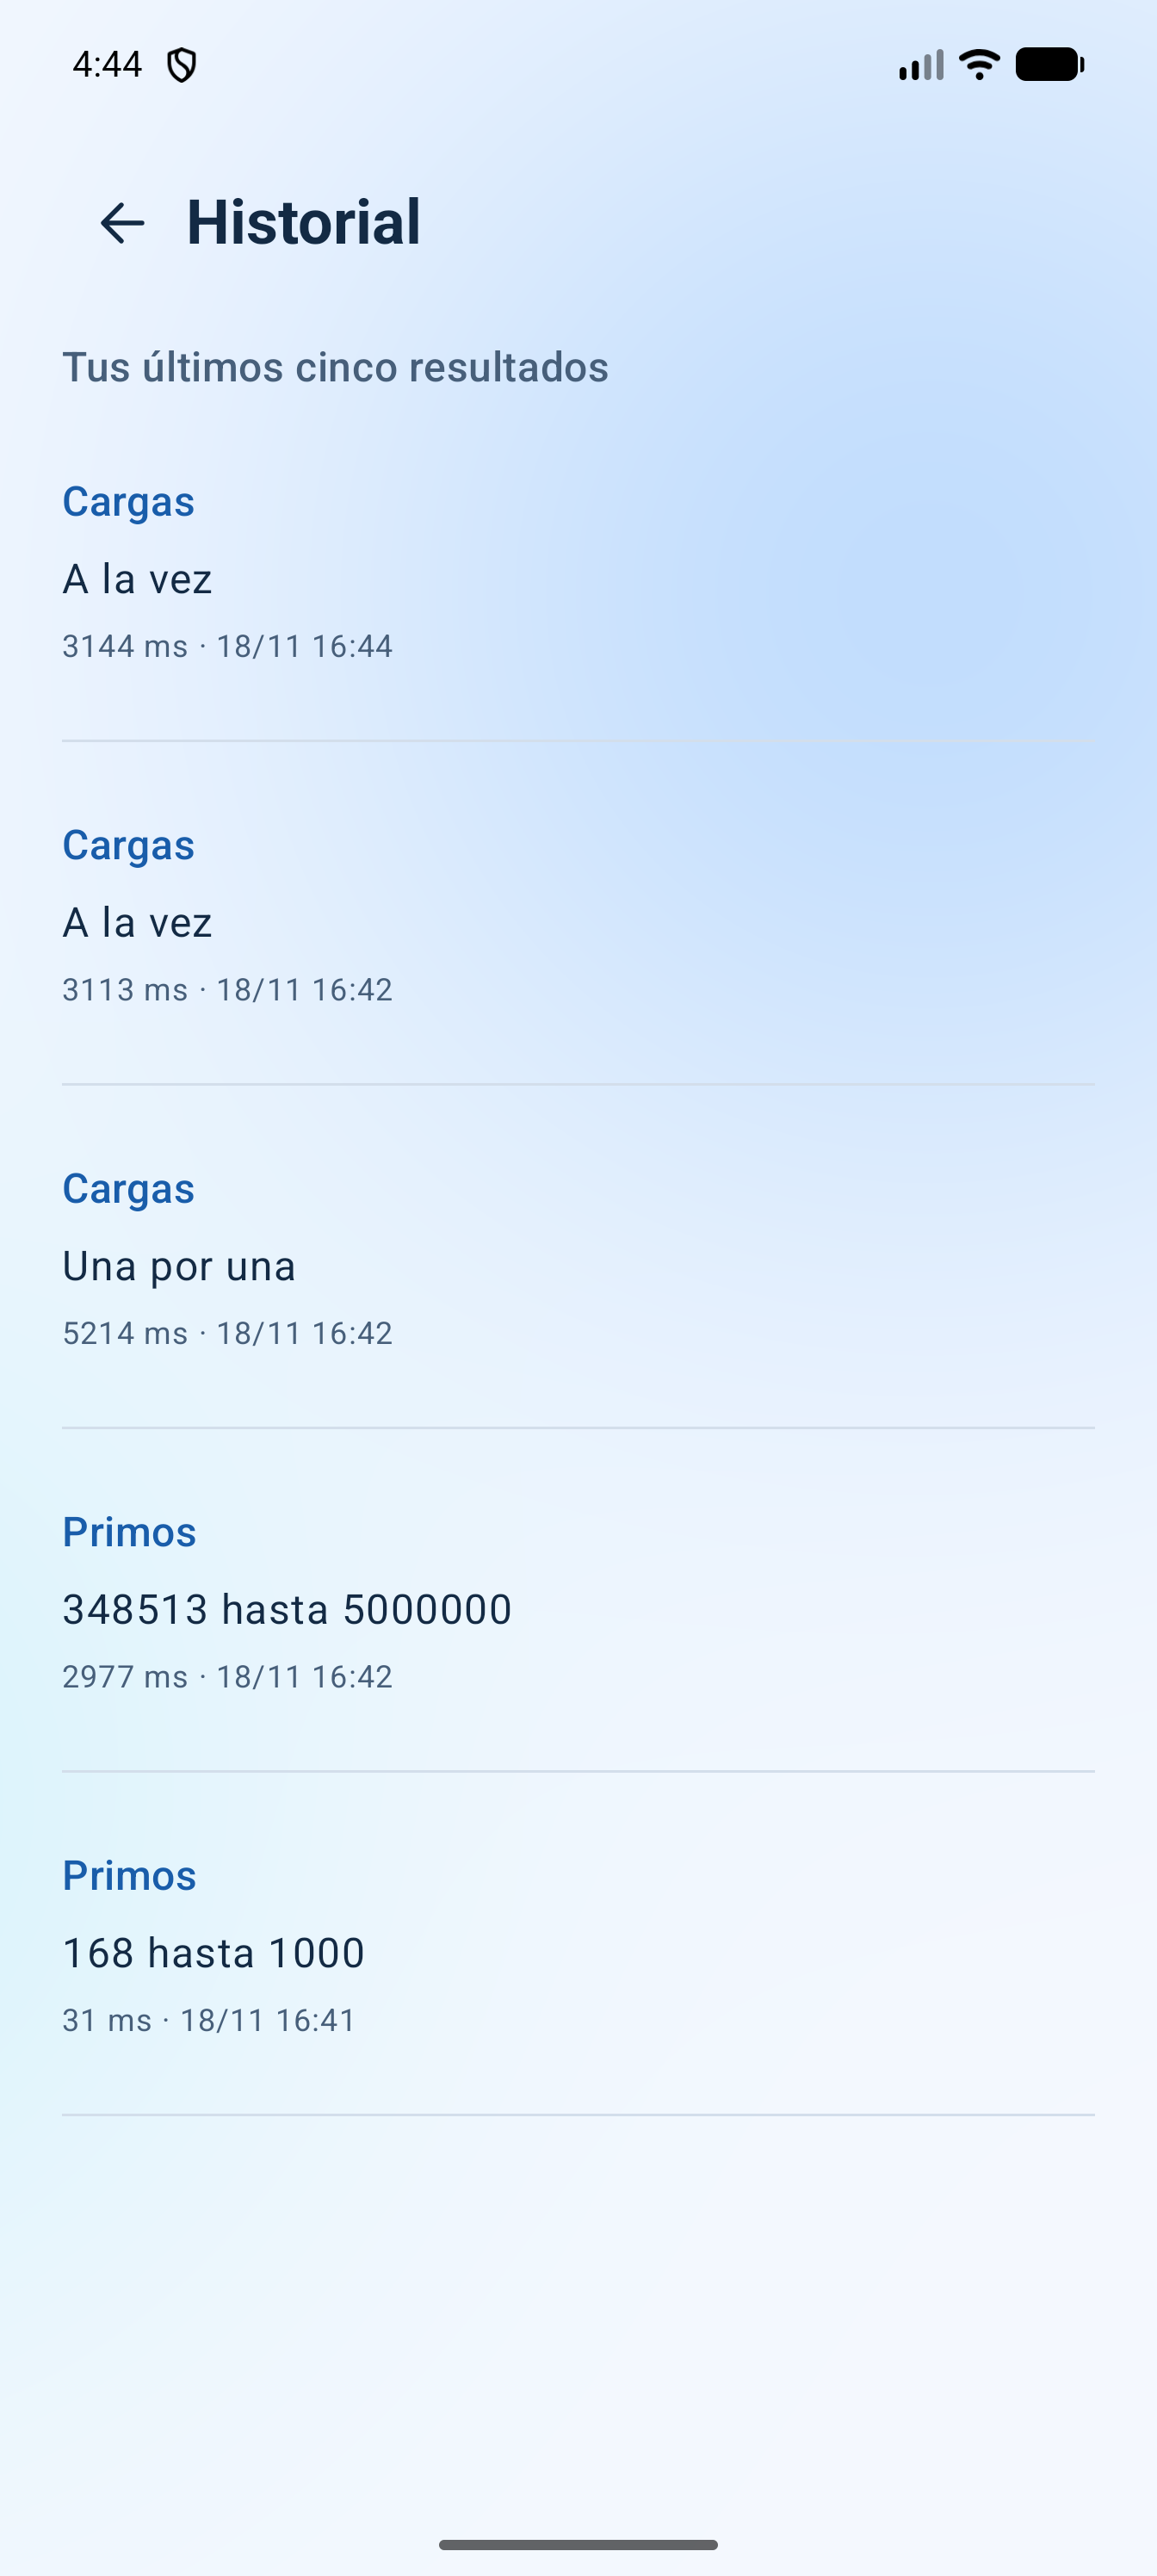 4:44
Historial
Tus últimos cinco resultados
Cargas
A la vez
3144 ms · 18/11 16:44
Cargas
A la vez
3113 ms · 18/11 16:42
Cargas
Una por una
5214 ms · 18/11 16:42
Primos
348513 hasta 5000000
2977 ms · 18/11 16:42
Primos
168 hasta 1000
31 ms · 18/11 16:41